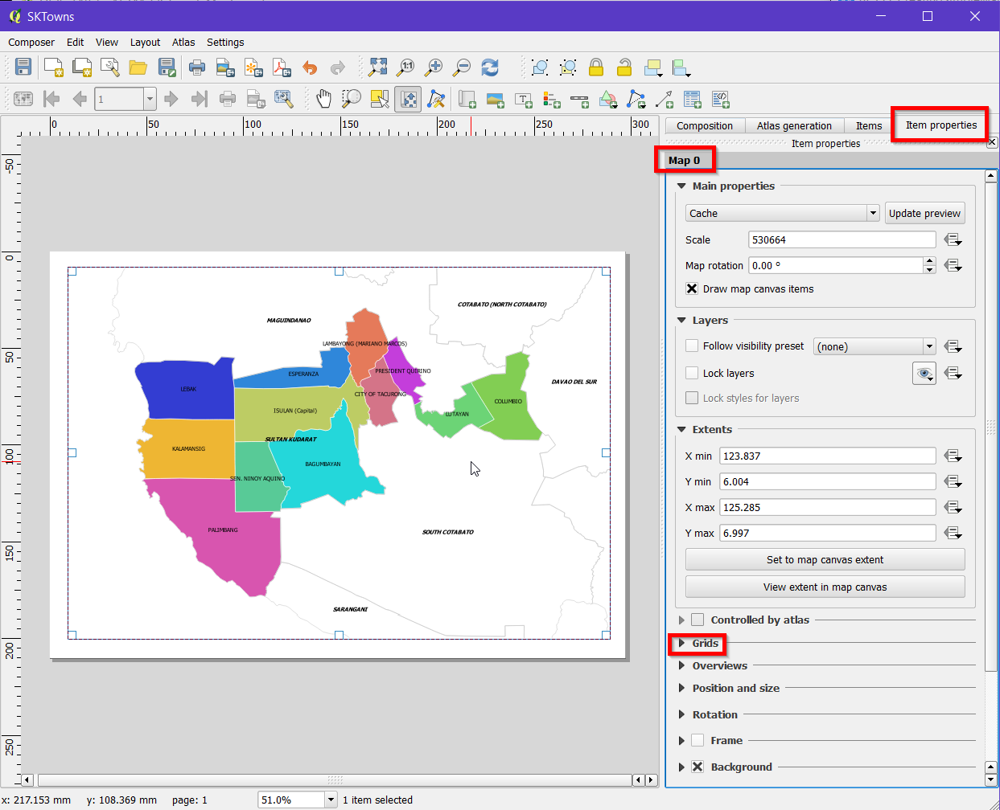 SKTowns
Composer Edit View Layout Atlas Settings
1:1
1
0 50 100 150 200 250 300
Composition Atlas generation Items Item properties
Item properties
Map 0
Main properties
Cache Update preview
Scale 530664
Map rotation 0.00 °
Draw map canvas items
Layers
Follow visibility preset (none)
Lock layers
Lock styles for layers
Extents
X min 123.837
Y min 6.004
X max 125.285
Y max 6.997
Set to map canvas extent
View extent in map canvas
Controlled by atlas
Grids
Overviews
Position and size
Rotation
Frame
Background
-50
0
50
100
150
200
250
COTABATO (NORTH COTABATO)
MAGUINDANAO
LAMBAYONG (MARIANO MARCOS)
ESPERANZA
PRESIDENT QUIRINO
DAVAO DEL SUR
LEBAK
CITY OF TACURONG
COLUMBIO
ISULAN (Capital)
LUTAYAN
SULTAN KUDARAT
KALAMANSIG
BAGUMBAYAN
SEN. NINOY AQUINO
PALIMBANG
SOUTH COTABATO
SARANGANI
x: 217.153 mm y: 108.369 mm page: 1 51.0% 1 item selected